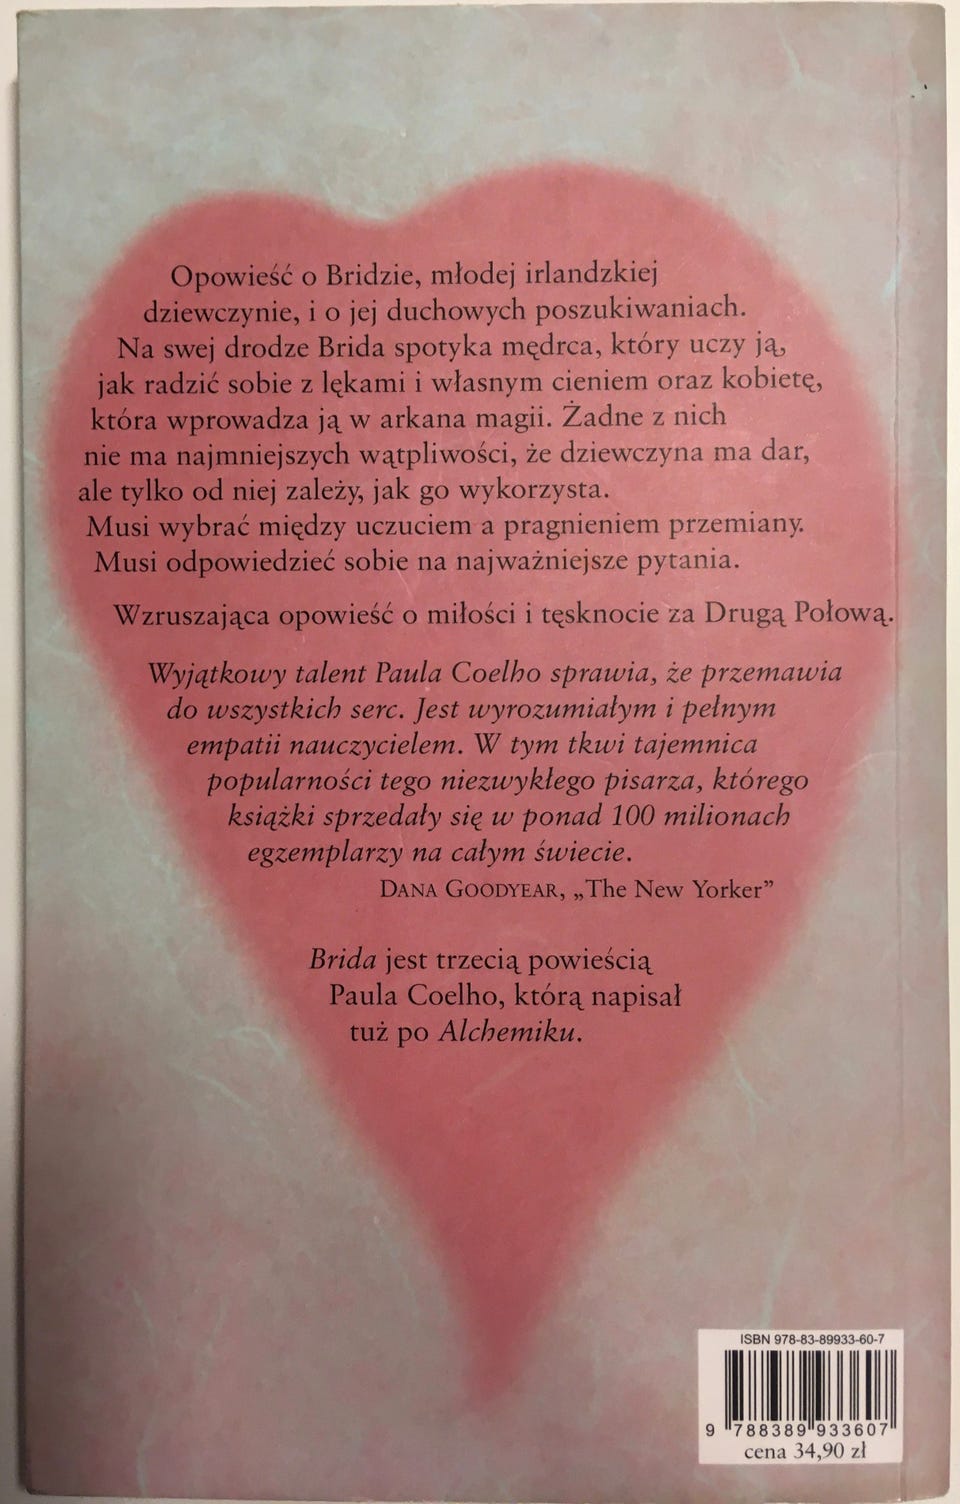 Opowieść o Bridzie, młodej irlandzkiej
dziewczynie, i o jej duchowych poszukiwaniach.
Na swej drodze Brida spotyka mędrca, który uczy ją,
jak radzić sobie z lękami i własnym cieniem oraz kobietę,
która wprowadza ją w arkana magii. Żadne z nich
nie ma najmniejszych wątpliwości, że dziewczyna ma dar,
ale tylko od niej zależy, jak go wykorzysta.
Musi wybrać między uczuciem a pragnieniem przemiany.
Musi odpowiedzieć sobie na najważniejsze pytania.
Wzruszająca opowieść o miłości i tęsknocie za Drugą Połową.
Wyjątkowy talent Paula Coelho sprawia, że przemawia
do wszystkich serc. Jest wyrozumiałym i pełnym
empatii nauczycielem. W tym tkwi tajemnica
popularności tego niezwykłego pisarza, którego
książki sprzedały się w ponad 100 milionach
egzemplarzy na całym świecie.
DANA GOODYEAR, „The New Yorker”
Brida jest trzecią powieścią
Paula Coelho, którą napisał
tuż po Alchemiku.
ISBN 978-83-89933-60-7
9 788389 933607
cena 34,90 zł